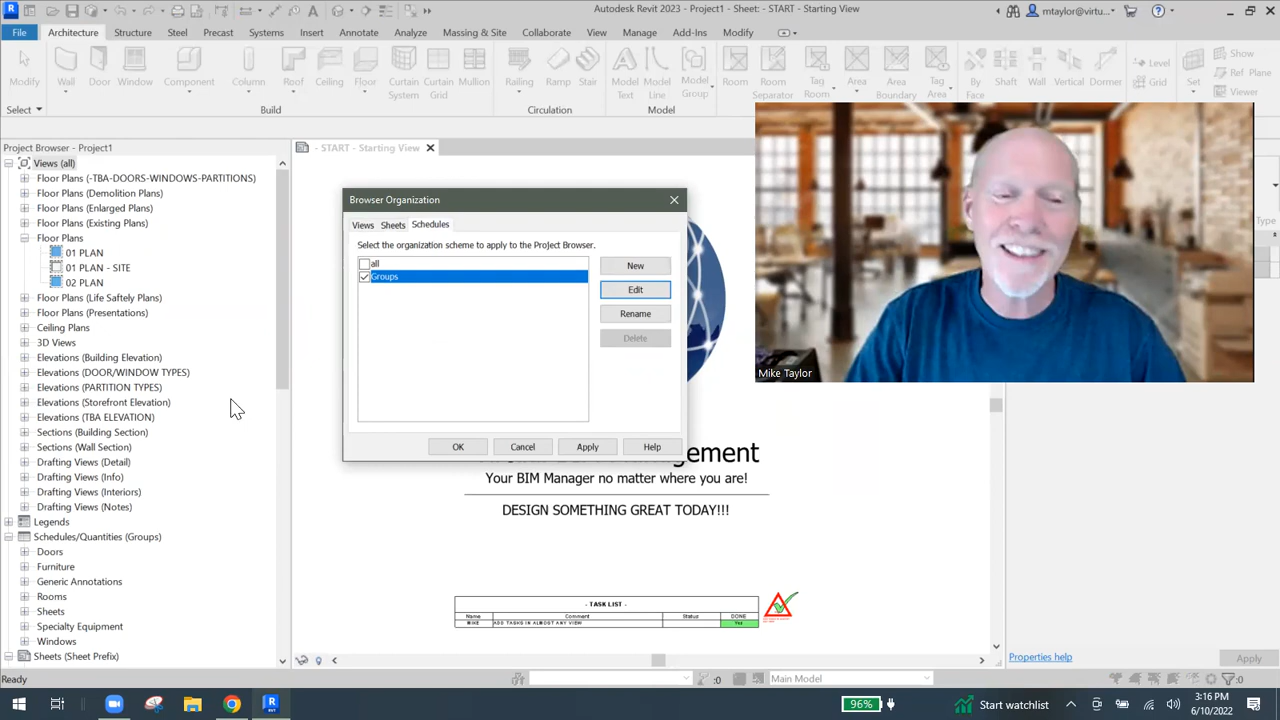 Autodesk Revit 2023 - Project1 - Sheet: - START - Starting View
mtaylor@virtu...
File Architecture Structure Steel Precast Systems Insert Annotate Analyze Massing & Site Collaborate View Manage Add-Ins Modify
Modify Wall Door Window Component Column Roof Ceiling Floor Curtain System Curtain Grid Mullion Railing Ramp Stair Model Text Model Line Model Group Room Room Separator Tag Room Area Area Boundary Tag Area By Face Shaft Wall Vertical Dormer Level Grid Set Show Ref Plane Viewer
Select Build Circulation Model
Project Browser - Project1
- START - Starting View
Views (all)
Floor Plans (-TBA-DOORS-WINDOWS-PARTITIONS)
Floor Plans (Demolition Plans)
Floor Plans (Enlarged Plans)
Floor Plans (Existing Plans)
Floor Plans
01 PLAN
01 PLAN - SITE
02 PLAN
Floor Plans (Life Saftely Plans)
Floor Plans (Presentations)
Ceiling Plans
3D Views
Elevations (Building Elevation)
Elevations (DOOR/WINDOW TYPES)
Elevations (PARTITION TYPES)
Elevations (Storefront Elevation)
Elevations (TBA ELEVATION)
Sections (Building Section)
Sections (Wall Section)
Drafting Views (Detail)
Drafting Views (Info)
Drafting Views (Interiors)
Drafting Views (Notes)
Legends
Schedules/Quantities (Groups)
Doors
Furniture
Generic Annotations
Rooms
Sheets
Specialty Equipment
Windows
Sheets (Sheet Prefix)
Browser Organization
Views Sheets Schedules
Select the organization scheme to apply to the Project Browser.
all
Groups
New
Edit
Rename
Delete
OK Cancel Apply Help
Mike Taylor
agement
Your BIM Manager no matter where you are!
DESIGN SOMETHING GREAT TODAY!!!
- TASK LIST -
Name Comment Status DONE
MIKE ADD TASKS IN ALMOST ANY VIEW Yes
Properties help
Apply
Ready
:0
Main Model
:0
96%
Start watchlist
3:16 PM
6/10/2022